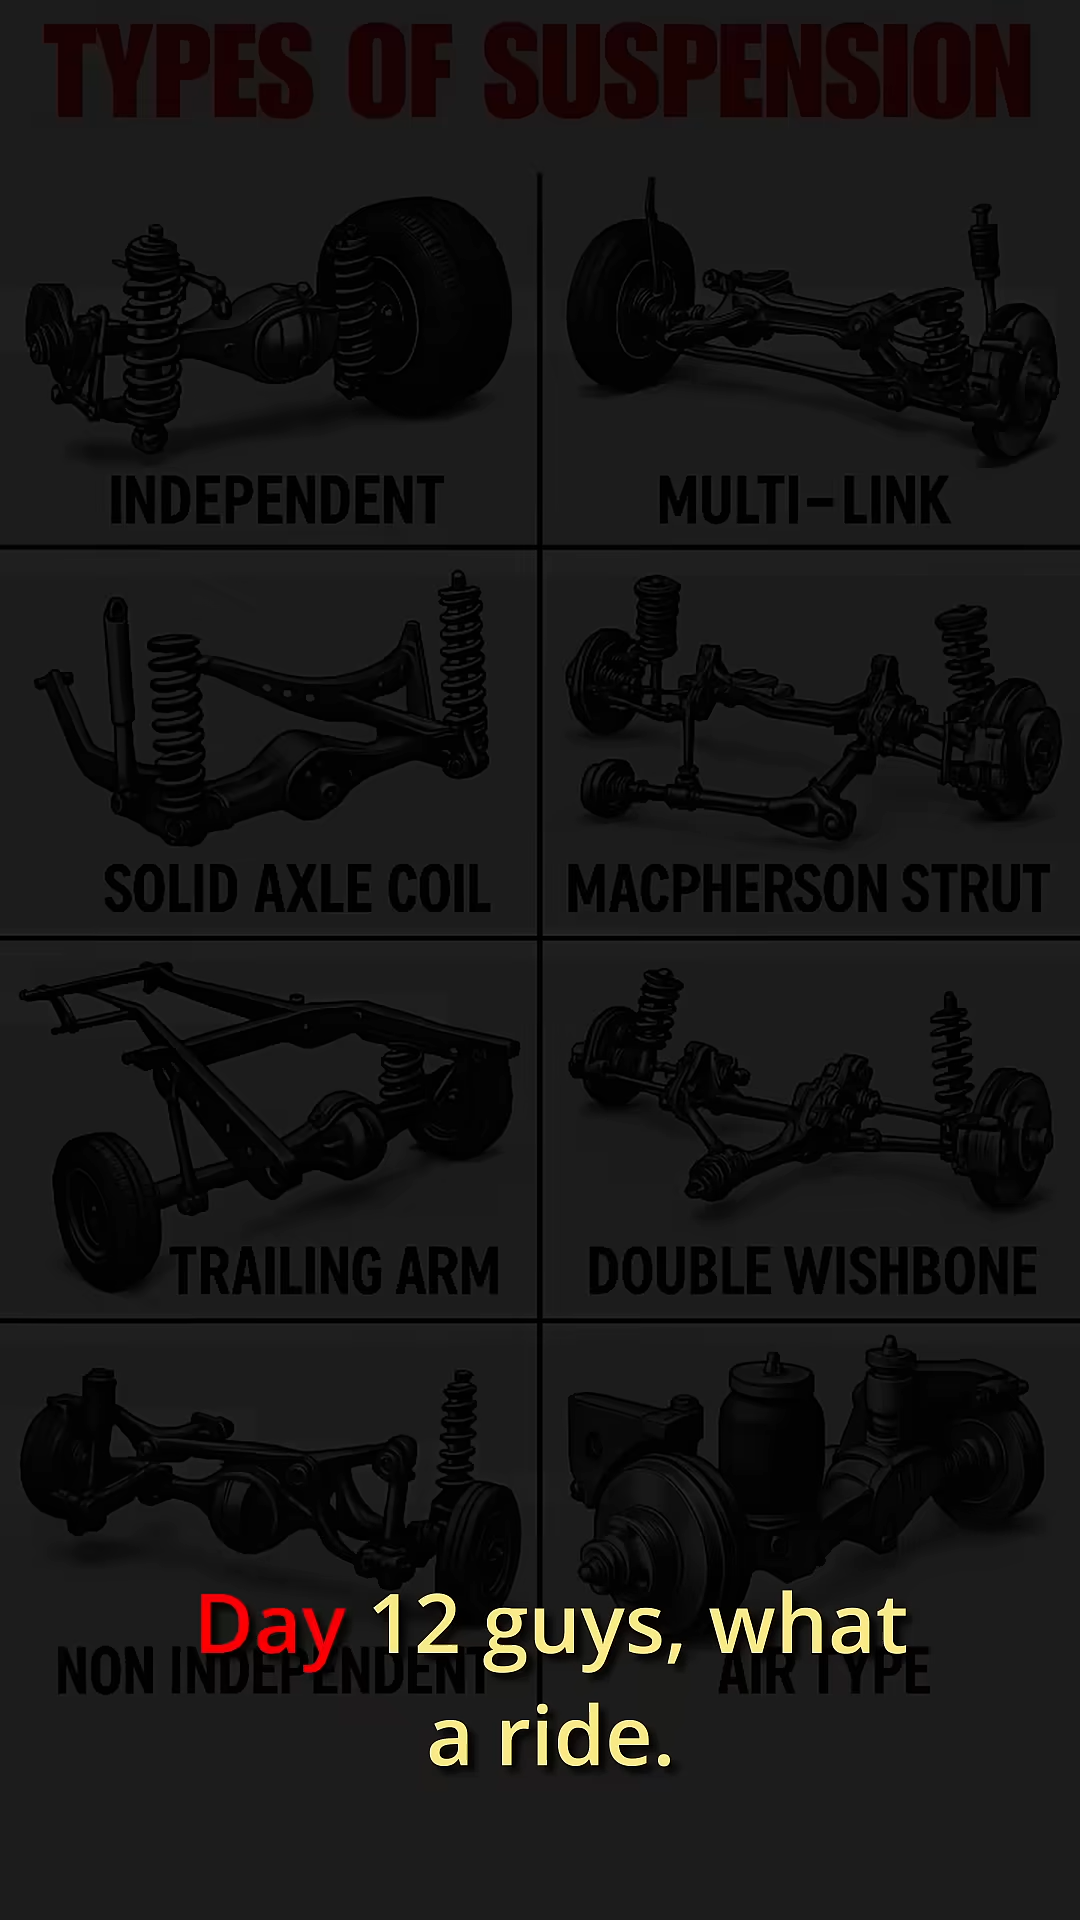 TYPES OF SUSPENSION
INDEPENDENT
MULTI-LINK
SOLID AXLE COIL
MACPHERSON STRUT
TRAILING ARM
DOUBLE WISHBONE
NON INDEPENDENT
AIR TYPE
Day 12 guys, what
a ride.